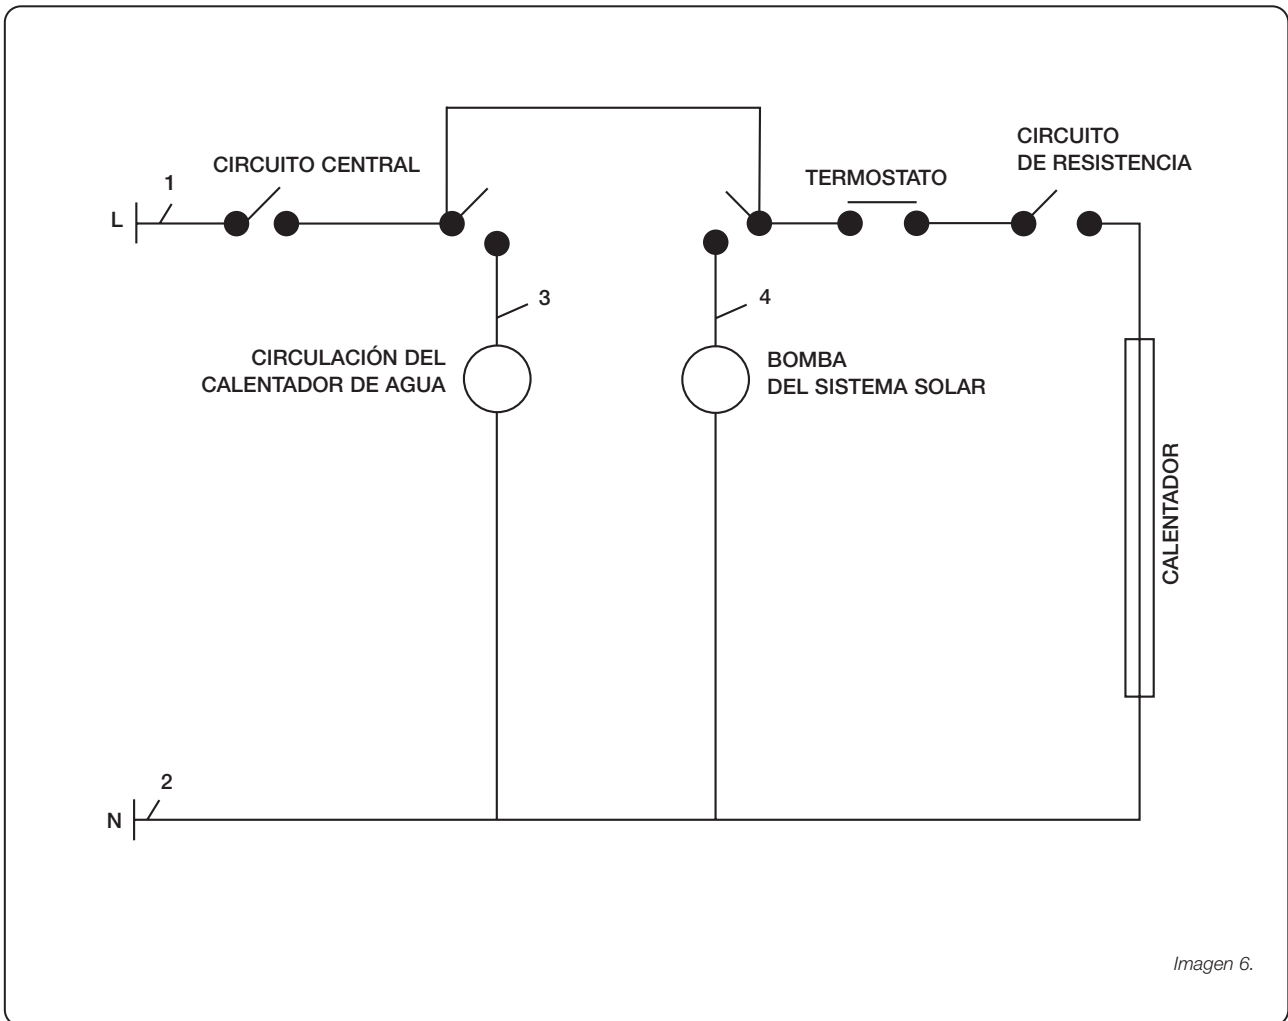 CIRCUITO
DE RESISTENCIA
CIRCUITO CENTRAL
TERMOSTATO
1
L
3
4
CIRCULACIÓN DEL
CALENTADOR DE AGUA
BOMBA
DEL SISTEMA SOLAR
CALENTADOR
2
N
Imagen 6.